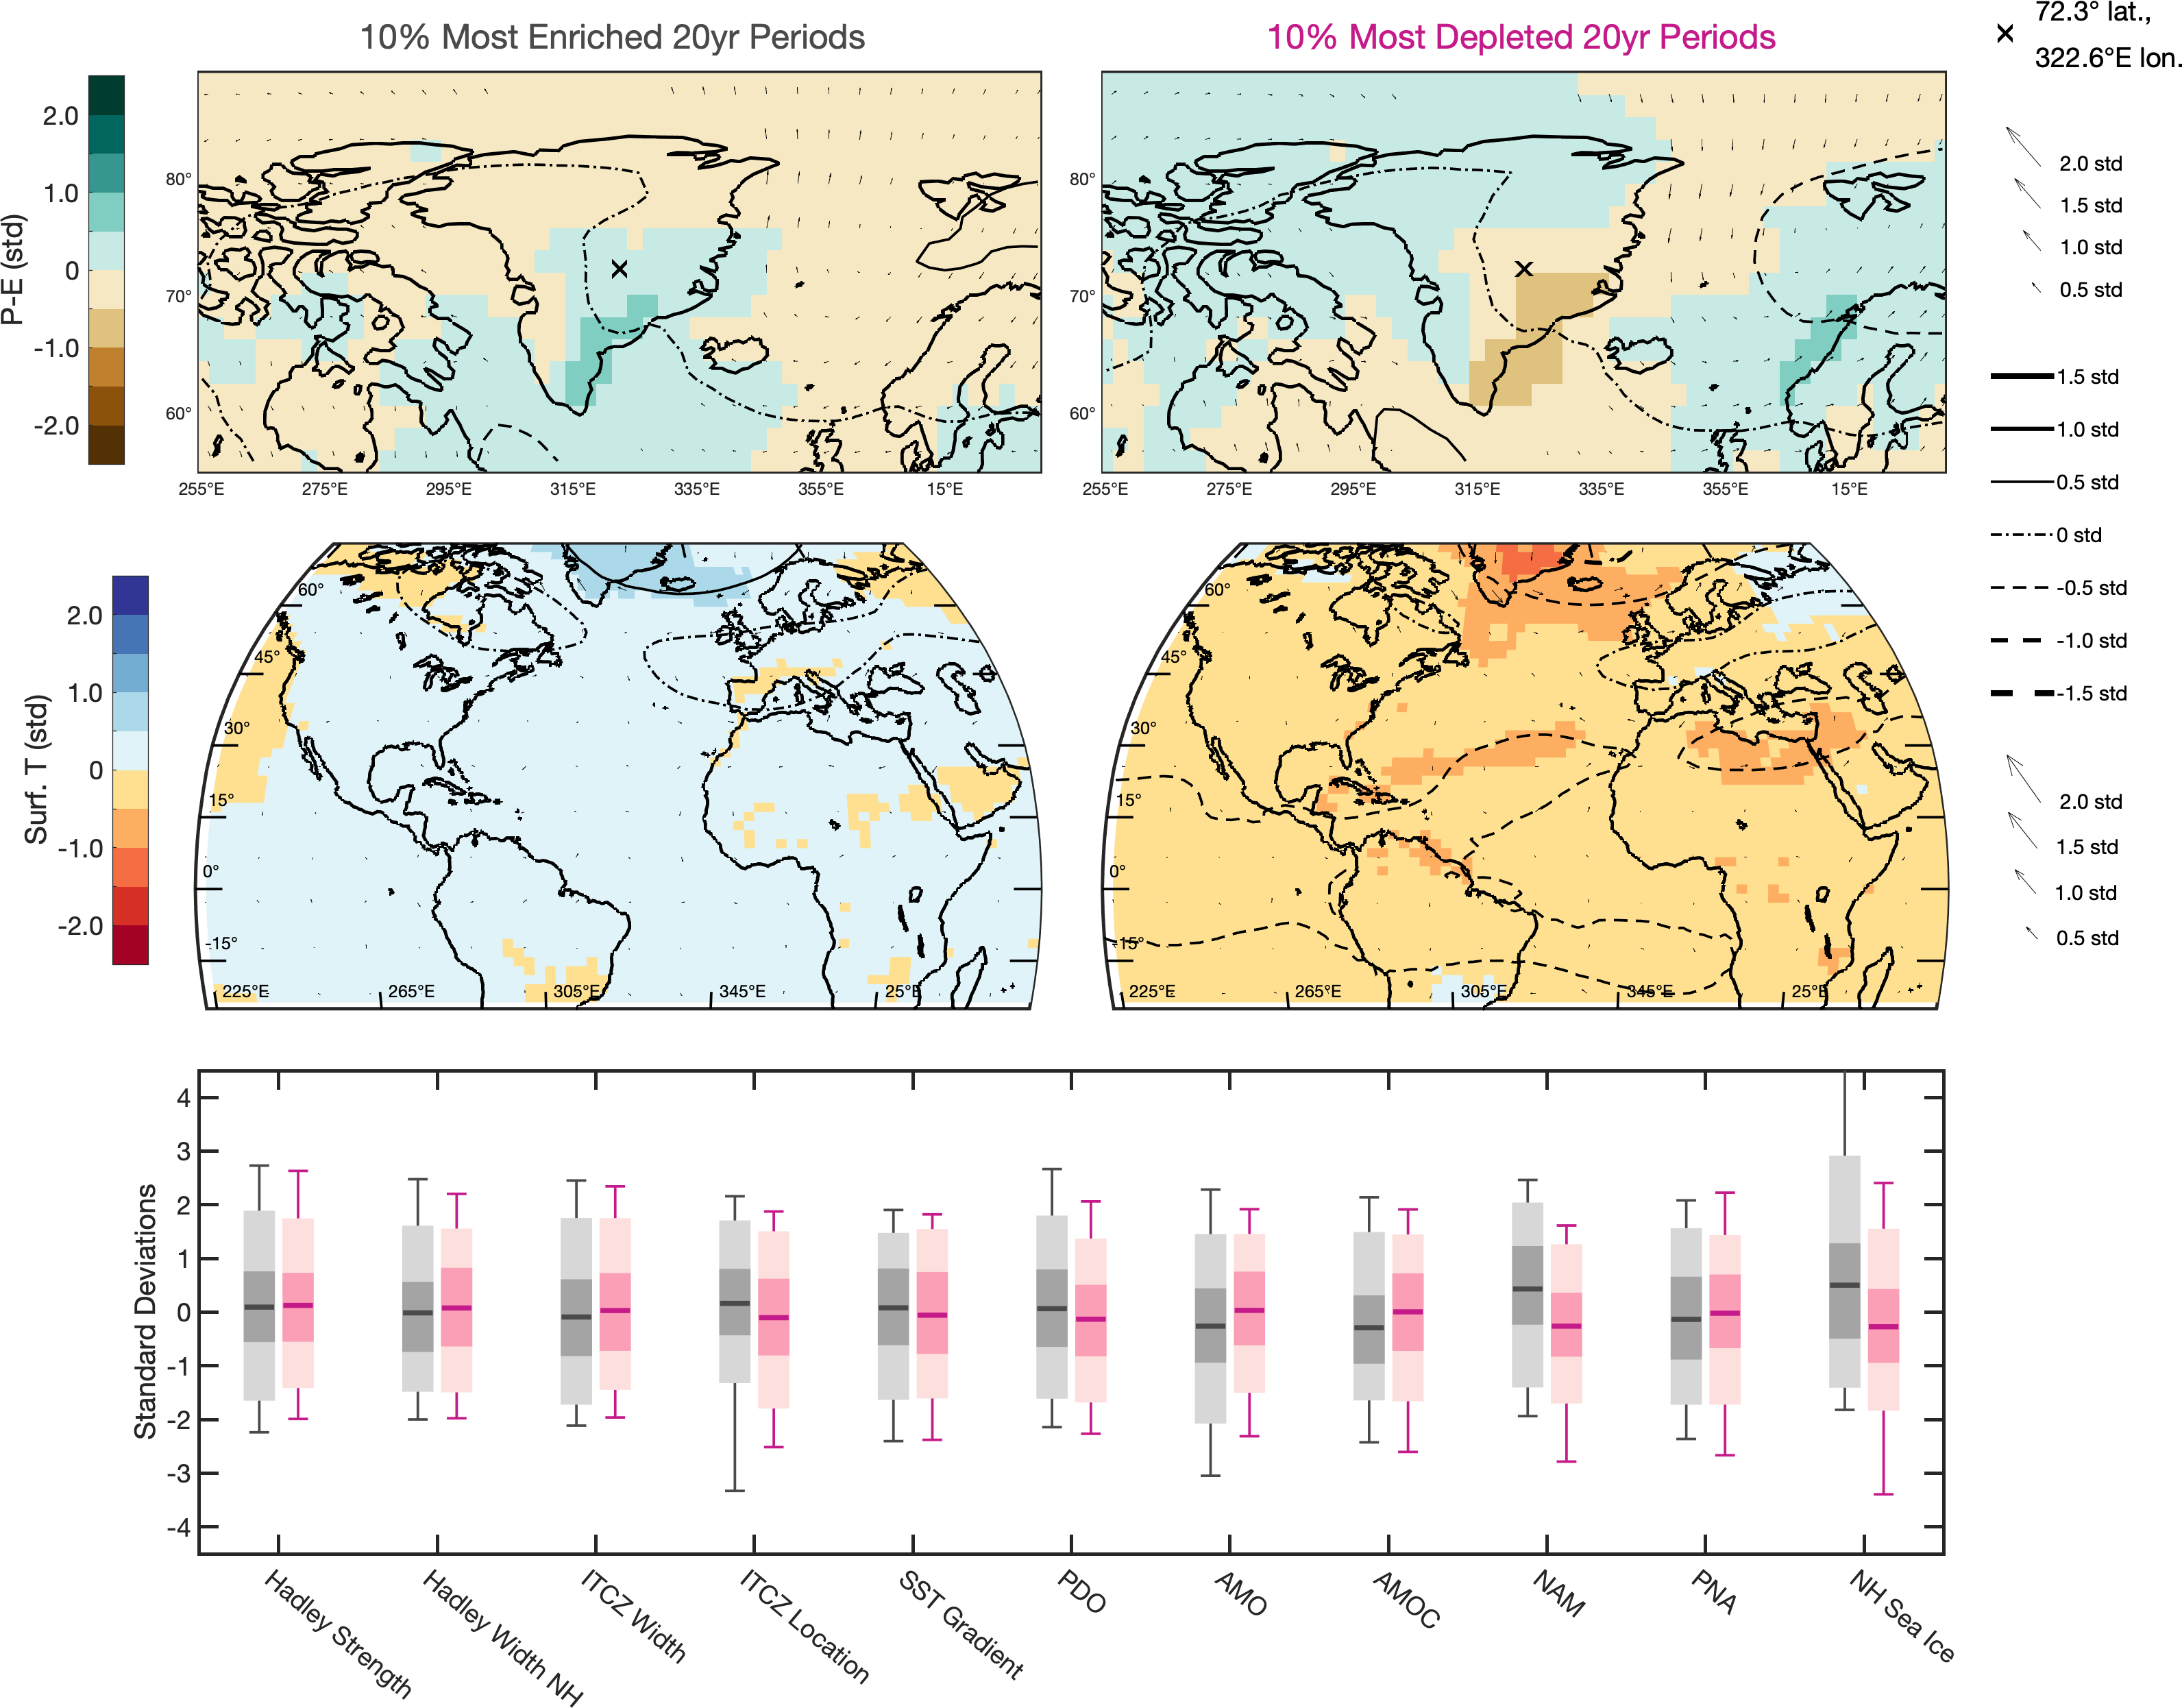 10% Most Enriched 20yr Periods
10% Most Depleted 20yr Periods
72.3° lat.,
322.6°E lon.
P-E (std)
2.0
1.0
0
-1.0
-2.0
80°
70°
60°
255°E 275°E 295°E 315°E 335°E 355°E 15°E
80°
70°
60°
255°E 275°E 295°E 315°E 335°E 355°E 15°E
2.0 std
1.5 std
1.0 std
0.5 std
1.5 std
1.0 std
0.5 std
0 std
-0.5 std
-1.0 std
-1.5 std
Surf. T (std)
2.0
1.0
0
-1.0
-2.0
60°
45°
30°
15°
0°
-15°
225°E 265°E 305°E 345°E 25°E
60°
45°
30°
15°
0°
-15°
225°E 265°E 305°E 345°E 25°E
2.0 std
1.5 std
1.0 std
0.5 std
Standard Deviations
4
3
2
1
0
-1
-2
-3
-4
Hadley Strength
Hadley Width NH
ITCZ Width
ITCZ Location
SST Gradient
PDO
AMO
AMOC
NAM
PNA
NH Sea Ice